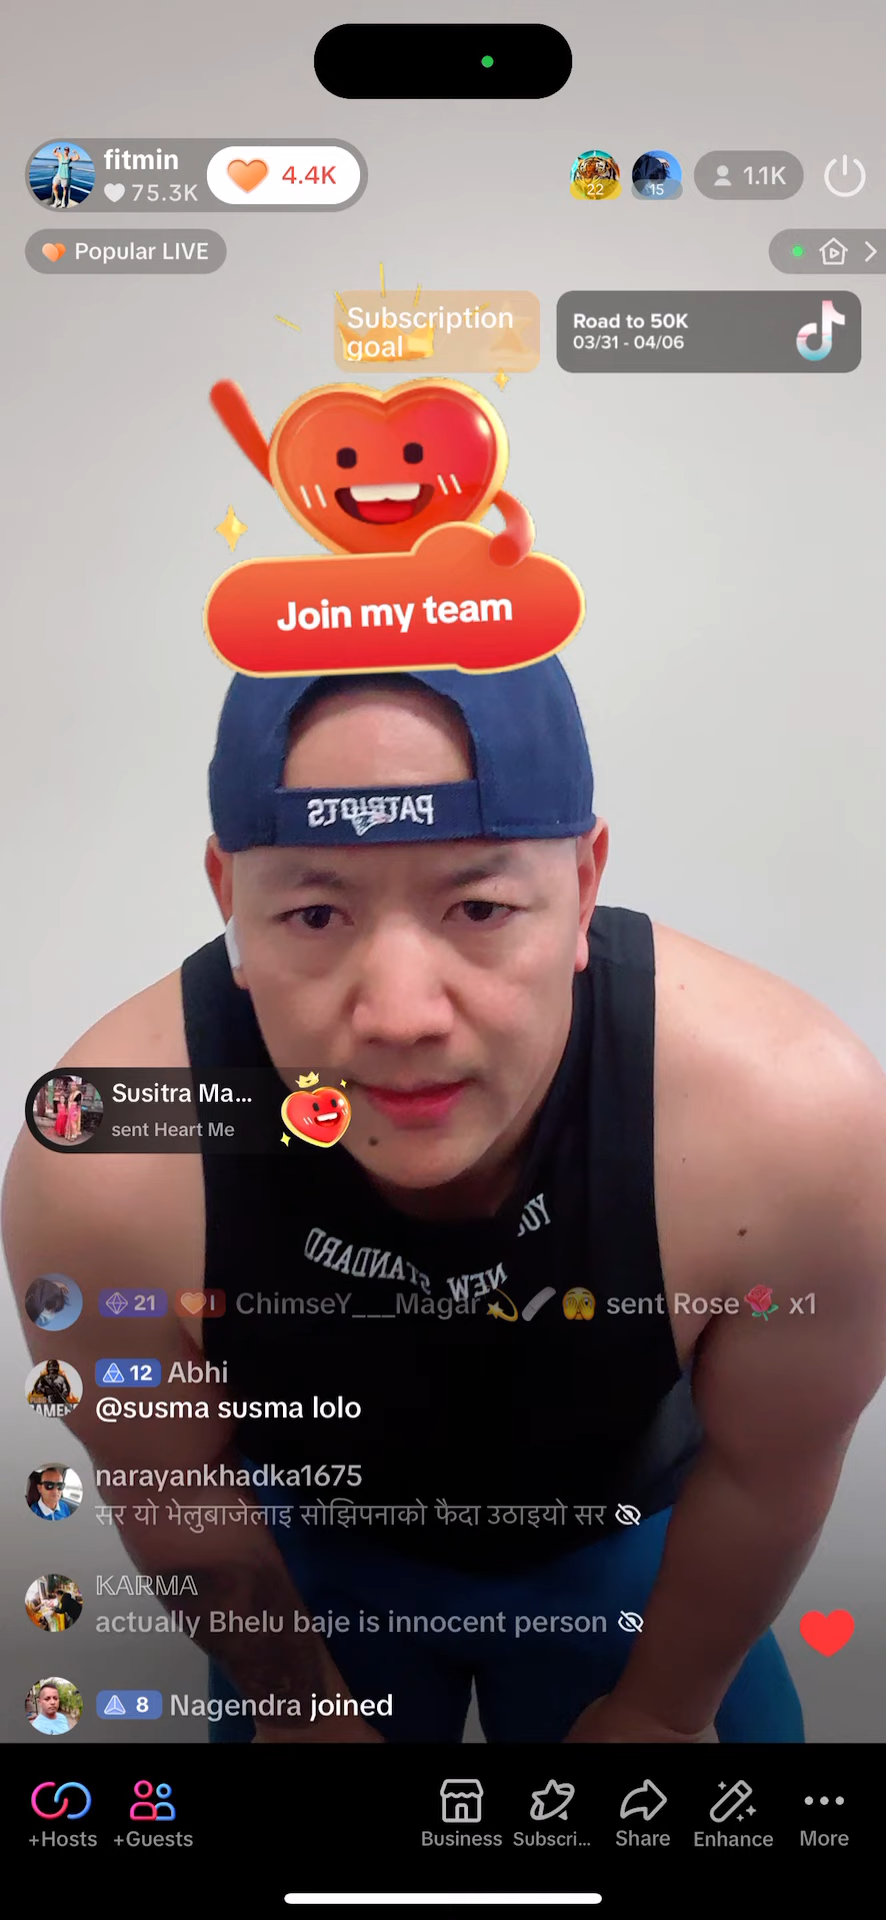 fitmin
75.3K
4.4K
22
15
1.1K
Popular LIVE
Subscription
goal
Road to 50K
03/31 - 04/06
Join my team
PATRIOTS
Susitra Ma...
sent Heart Me
YOU
NEW STANDARD
21 I ChimseY___Magar💫🩹🫣 sent Rose🌹 x1
12 Abhi
@susma susma lolo
narayankhadka1675
सर यो भेलुबाजेलाइ सोझिपनाको फैदा उठाइयो सर
𝕂𝔸ℝ𝕄𝔸
actually Bhelu baje is innocent person
8 Nagendra joined
+Hosts
+Guests
Business
Subscri...
Share
Enhance
More